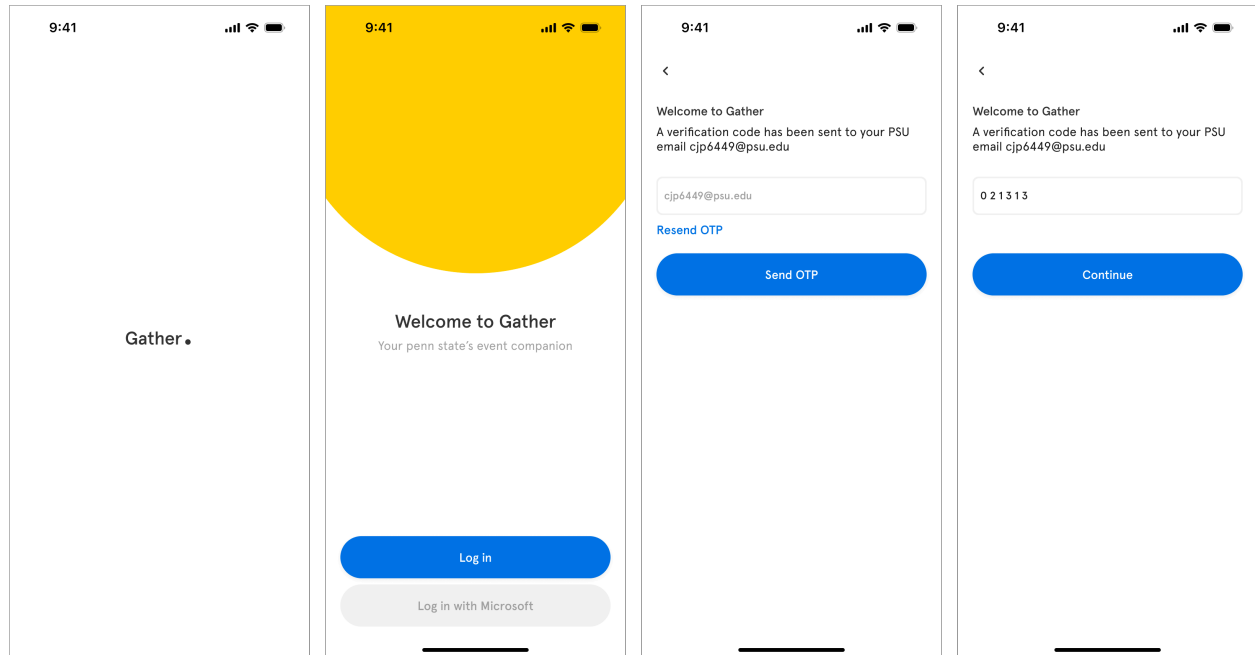 9:41
Gather.
9:41
Welcome to Gather
Your penn state's event companion
Log in
Log in with Microsoft
9:41
Welcome to Gather
A verification code has been sent to your PSU
email cjp6449@psu.edu
cjp6449@psu.edu
Resend OTP
Send OTP
9:41
Welcome to Gather
A verification code has been sent to your PSU
email cjp6449@psu.edu
0 2 1 3 1 3
Continue